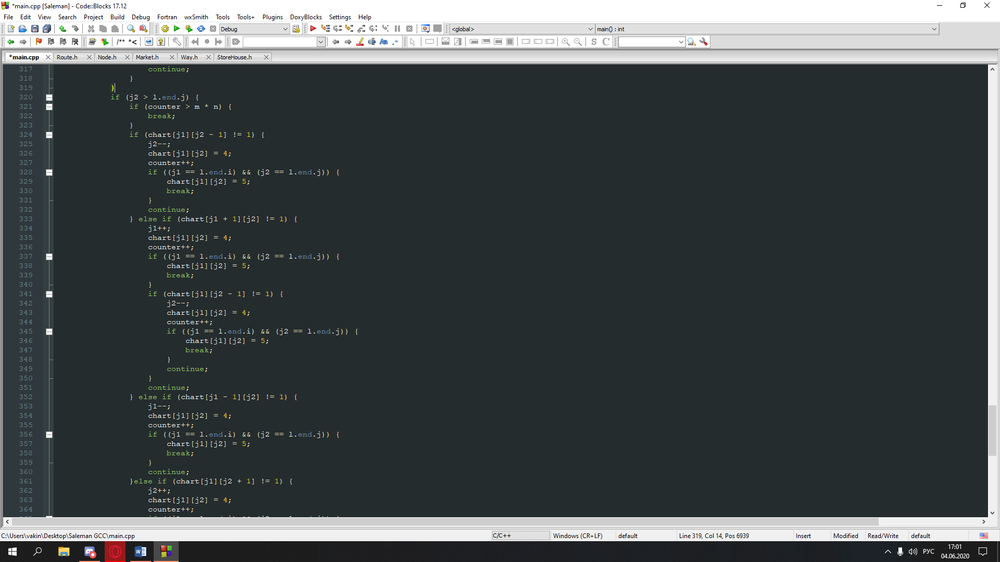 *main.cpp [Saleman] - Code::Blocks 17.12
File Edit View Search Project Build Debug Fortran wxSmith Tools Tools+ Plugins DoxyBlocks Settings Help
Debug <global> main() : int
/** *< Aa .* S C
*main.cpp Route.h Node.h Market.h Way.h StoreHouse.h
317 continue;
318 }
319 }
320 if (j2 > l.end.j) {
321 if (counter > m * n) {
322 break;
323 }
324 if (chart[j1][j2 - 1] != 1) {
325 j2--;
326 chart[j1][j2] = 4;
327 counter++;
328 if ((j1 == l.end.i) && (j2 == l.end.j)) {
329 chart[j1][j2] = 5;
330 break;
331 }
332 continue;
333 } else if (chart[j1 + 1][j2] != 1) {
334 j1++;
335 chart[j1][j2] = 4;
336 counter++;
337 if ((j1 == l.end.i) && (j2 == l.end.j)) {
338 chart[j1][j2] = 5;
339 break;
340 }
341 if (chart[j1][j2 - 1] != 1) {
342 j2--;
343 chart[j1][j2] = 4;
344 counter++;
345 if ((j1 == l.end.i) && (j2 == l.end.j)) {
346 chart[j1][j2] = 5;
347 break;
348 }
349 continue;
350 }
351 continue;
352 } else if (chart[j1 - 1][j2] != 1) {
353 j1--;
354 chart[j1][j2] = 4;
355 counter++;
356 if ((j1 == l.end.i) && (j2 == l.end.j)) {
357 chart[j1][j2] = 5;
358 break;
359 }
360 continue;
361 }else if (chart[j1][j2 + 1] != 1) {
362 j2++;
363 chart[j1][j2] = 4;
364 counter++;
C:\Users\vakin\Desktop\Saleman GCC\main.cpp C/C++ Windows (CR+LF) default Line 319, Col 14, Pos 6939 Insert Modified Read/Write default
РУС 17:01
04.06.2020